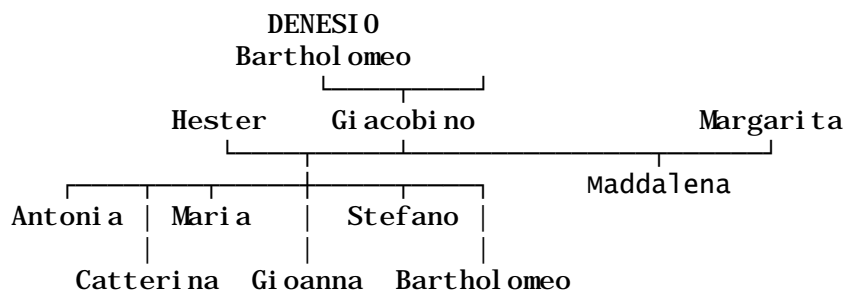 DENESIO
Bartholomeo
Hester Giacobino Margarita
Maddalena
Antonia Maria Stefano
Catterina Gioanna Bartholomeo